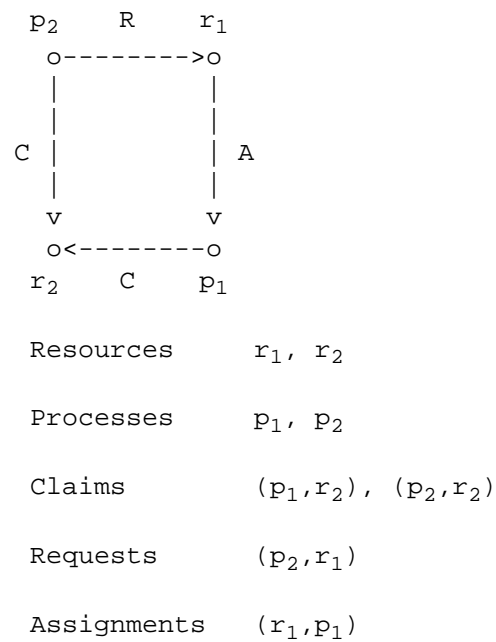 p₂ R r₁
o-------->o
C A
v v
o<--------o
r₂ C p₁
Resources r₁, r₂
Processes p₁, p₂
Claims (p₁,r₂), (p₂,r₂)
Requests (p₂,r₁)
Assignments (r₁,p₁)